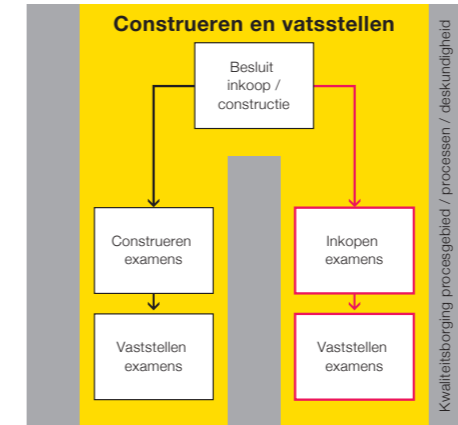 Construeren en vatsstellen
Besluit
inkoop /
constructie
Construeren
examens
Inkopen
examens
Vaststellen
examens
Vaststellen
examens
Kwaliteitsborging procesgebied / processen / deskundigheid